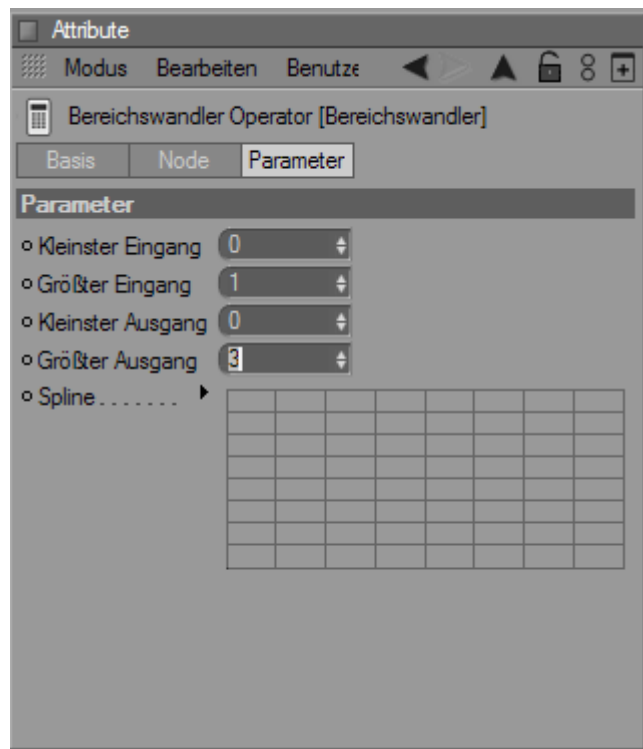 Attribute
Modus Bearbeiten Benutze
Bereichswandler Operator [Bereichswandler]
Basis Node Parameter
Parameter
Kleinster Eingang 0
Größter Eingang 1
Kleinster Ausgang 0
Größter Ausgang 3
Spline . . . . . . .